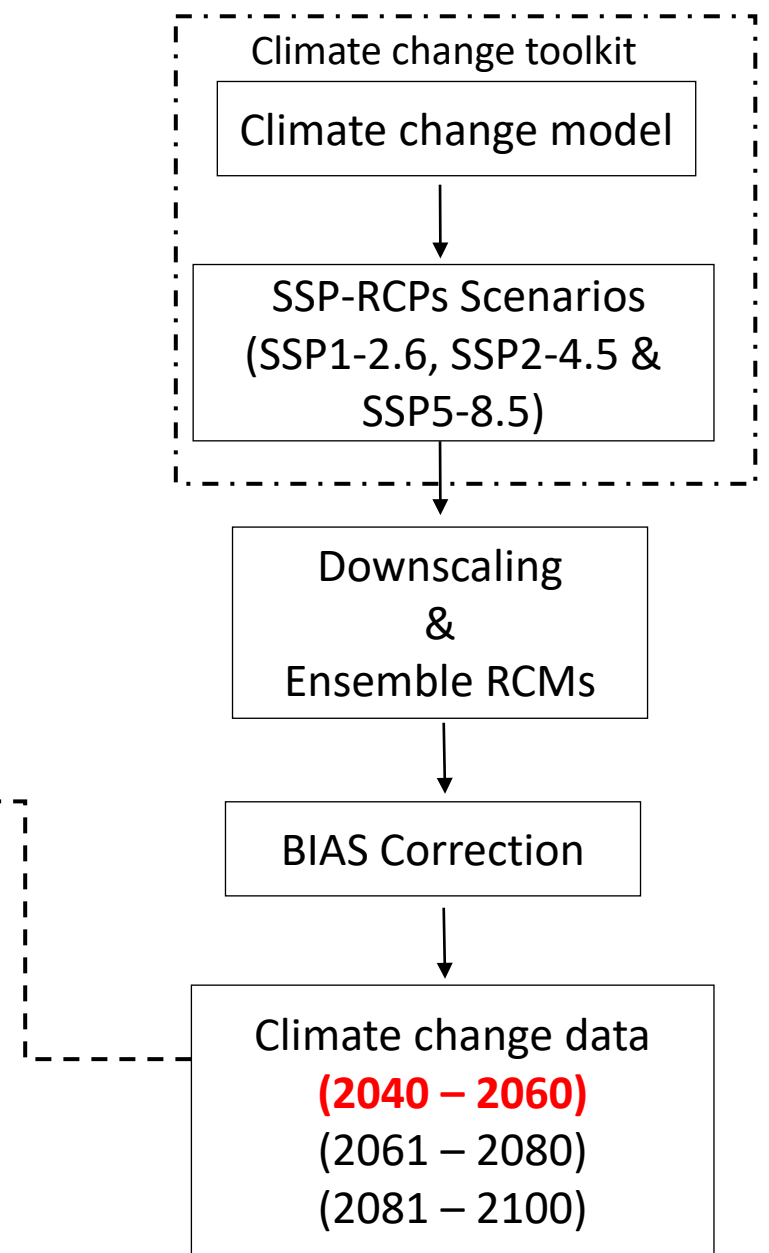 Climate change toolkit
Climate change model
SSP-RCPs Scenarios
(SSP1-2.6, SSP2-4.5 &
SSP5-8.5)
Downscaling
&
Ensemble RCMs
BIAS Correction
Climate change data
(2040 – 2060)
(2061 – 2080)
(2081 – 2100)